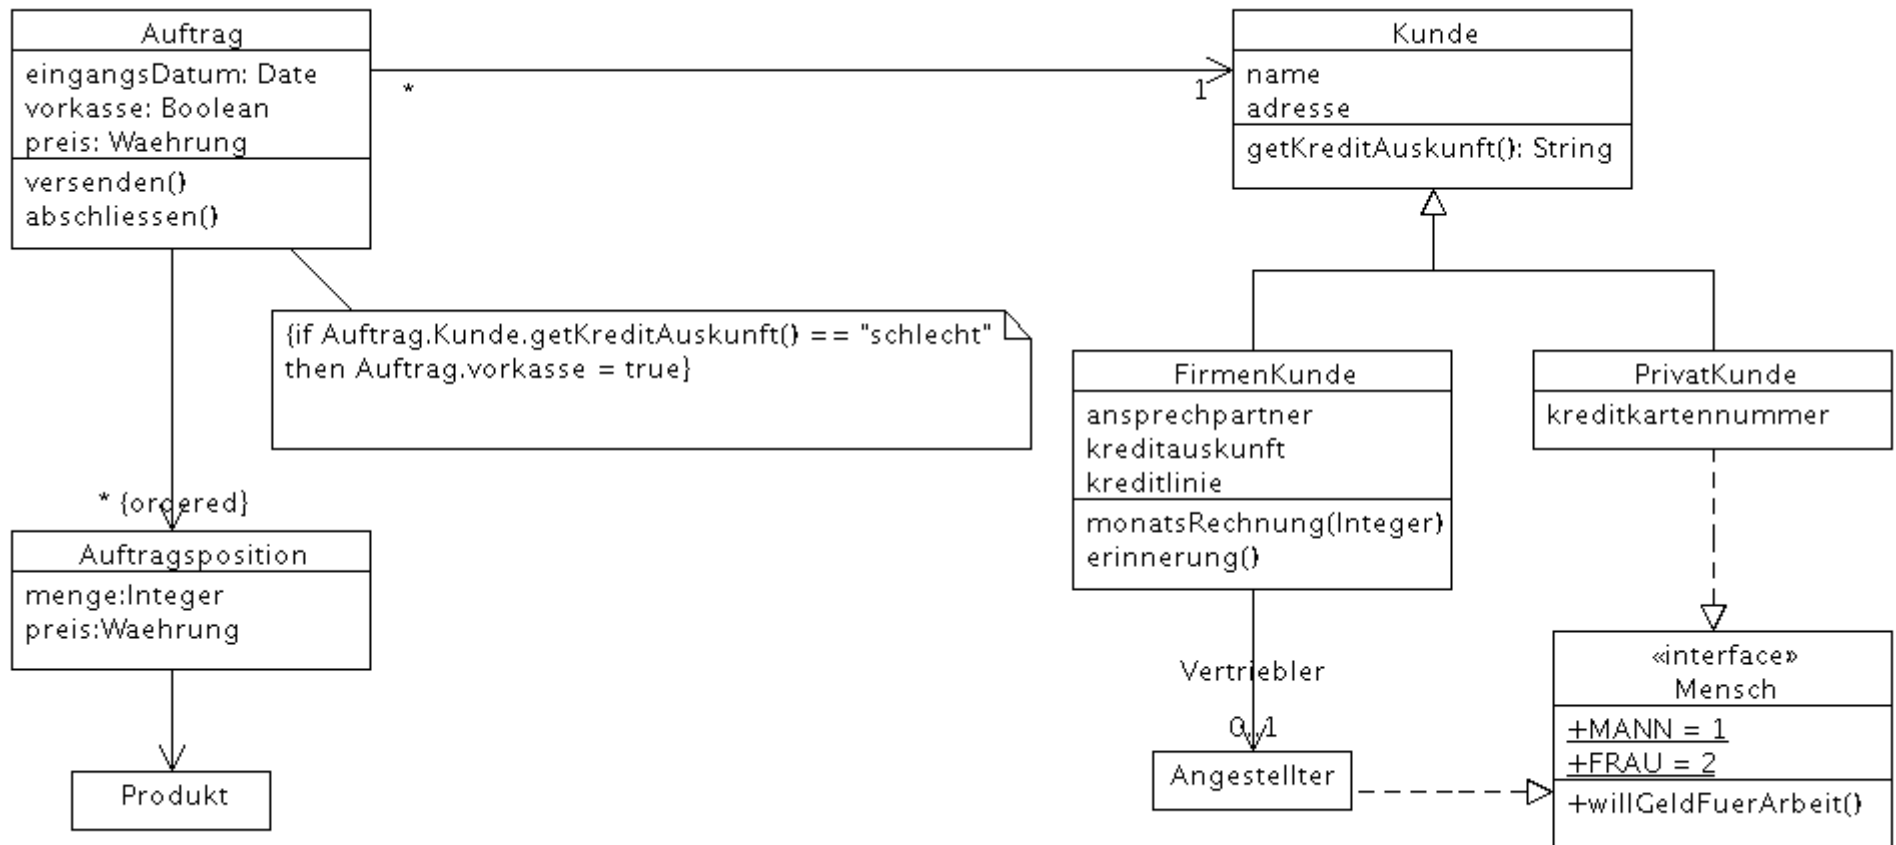 Auftrag
eingangsDatum: Date
vorkasse: Boolean
preis: Waehrung
versenden()
abschliessen()
*
1
Kunde
name
adresse
getKreditAuskunft(): String
{if Auftrag.Kunde.getKreditAuskunft() == "schlecht"
then Auftrag.vorkasse = true}
* {ordered}
Auftragsposition
menge:Integer
preis:Waehrung
Produkt
FirmenKunde
ansprechpartner
kreditauskunft
kreditlinie
monatsRechnung(Integer)
erinnerung()
PrivatKunde
kreditkartennummer
Vertriebler
0..1
Angestellter
«interface»
Mensch
+MANN = 1
+FRAU = 2
+willGeldFuerArbeit()